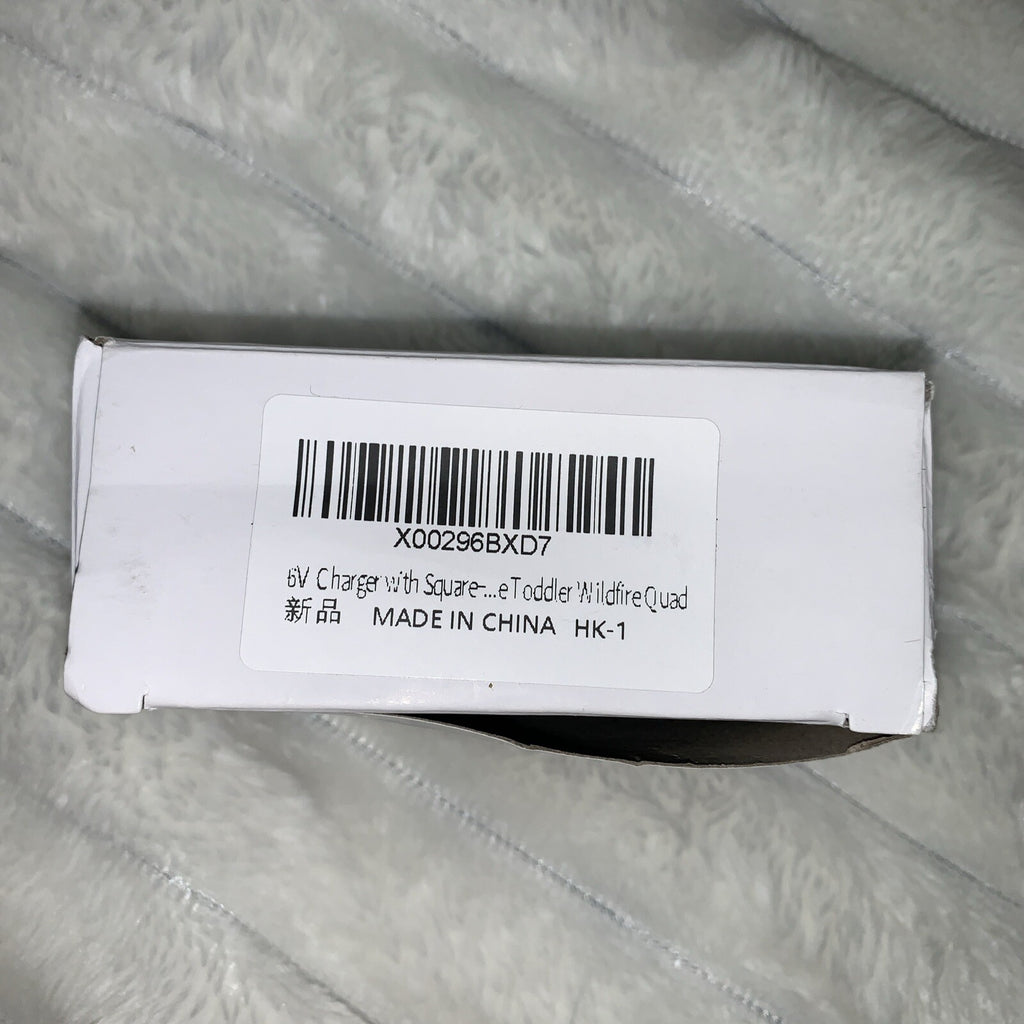 X00296BXD7
6V Charger with Square-...e Toddler Wildfire Quad
新品 MADE IN CHINA HK-1